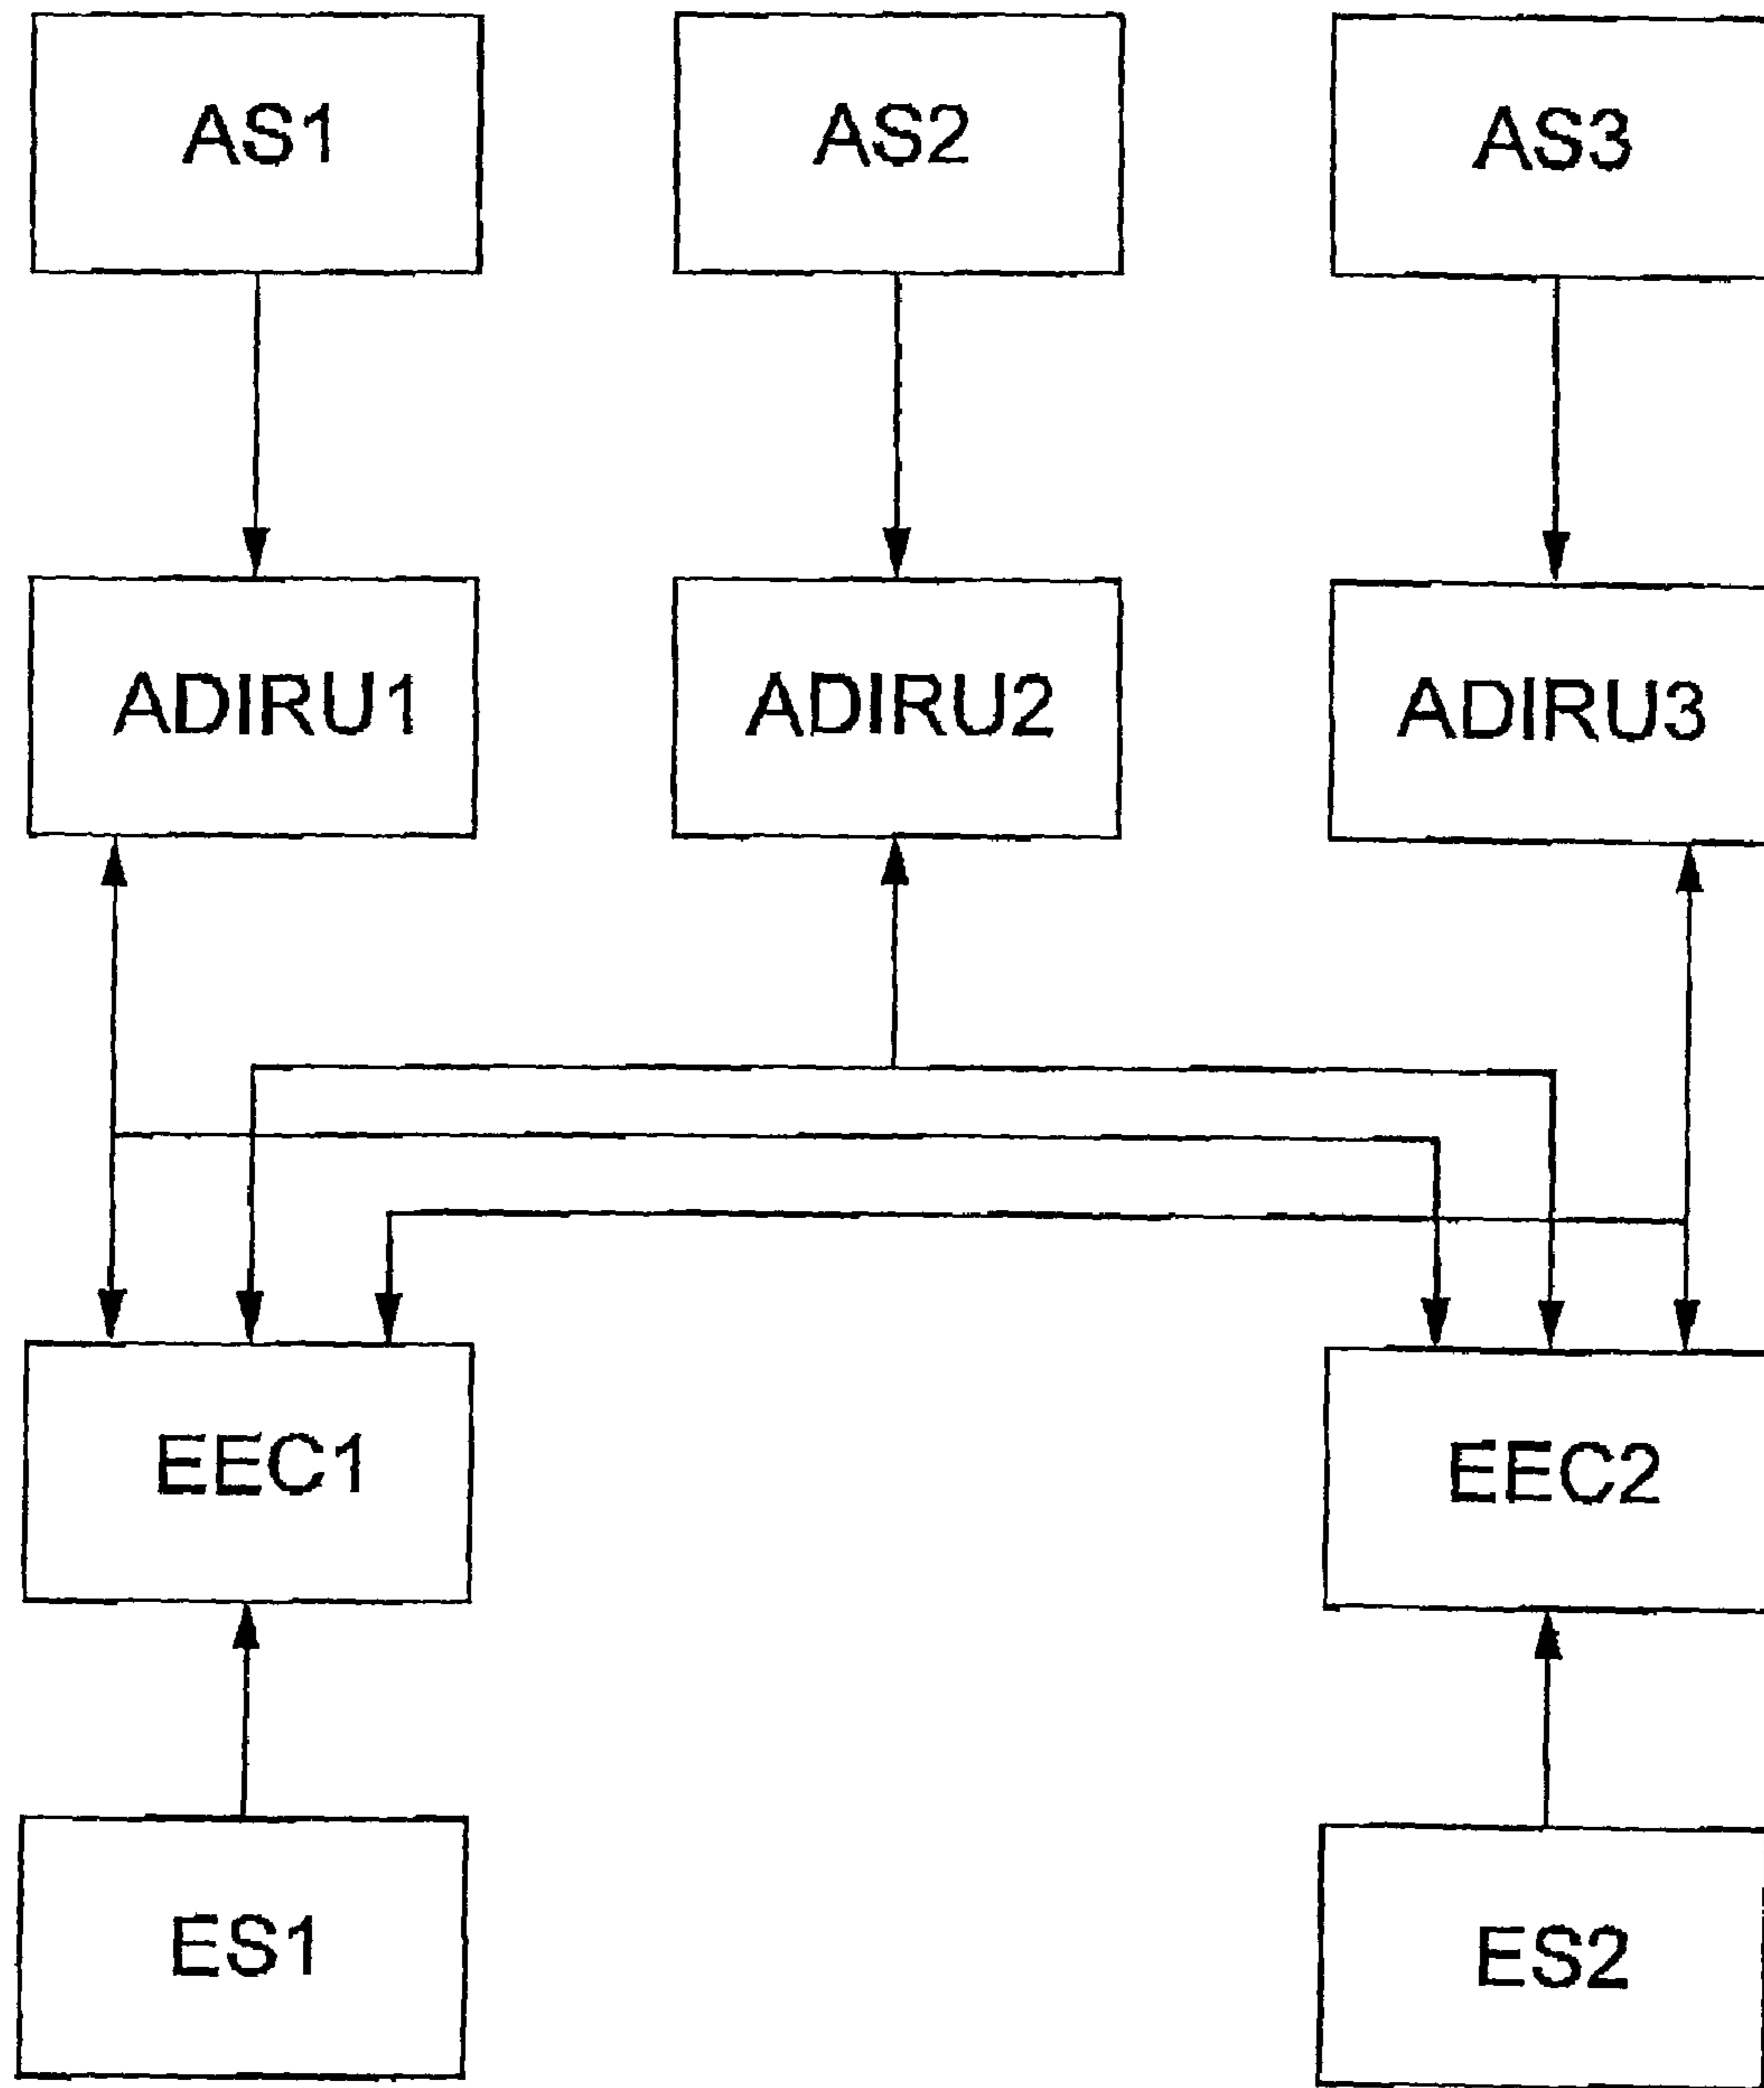 AS1
AS2
AS3
ADIRU1
ADIRU2
ADIRU3
EEC1
EEC2
ES1
ES2